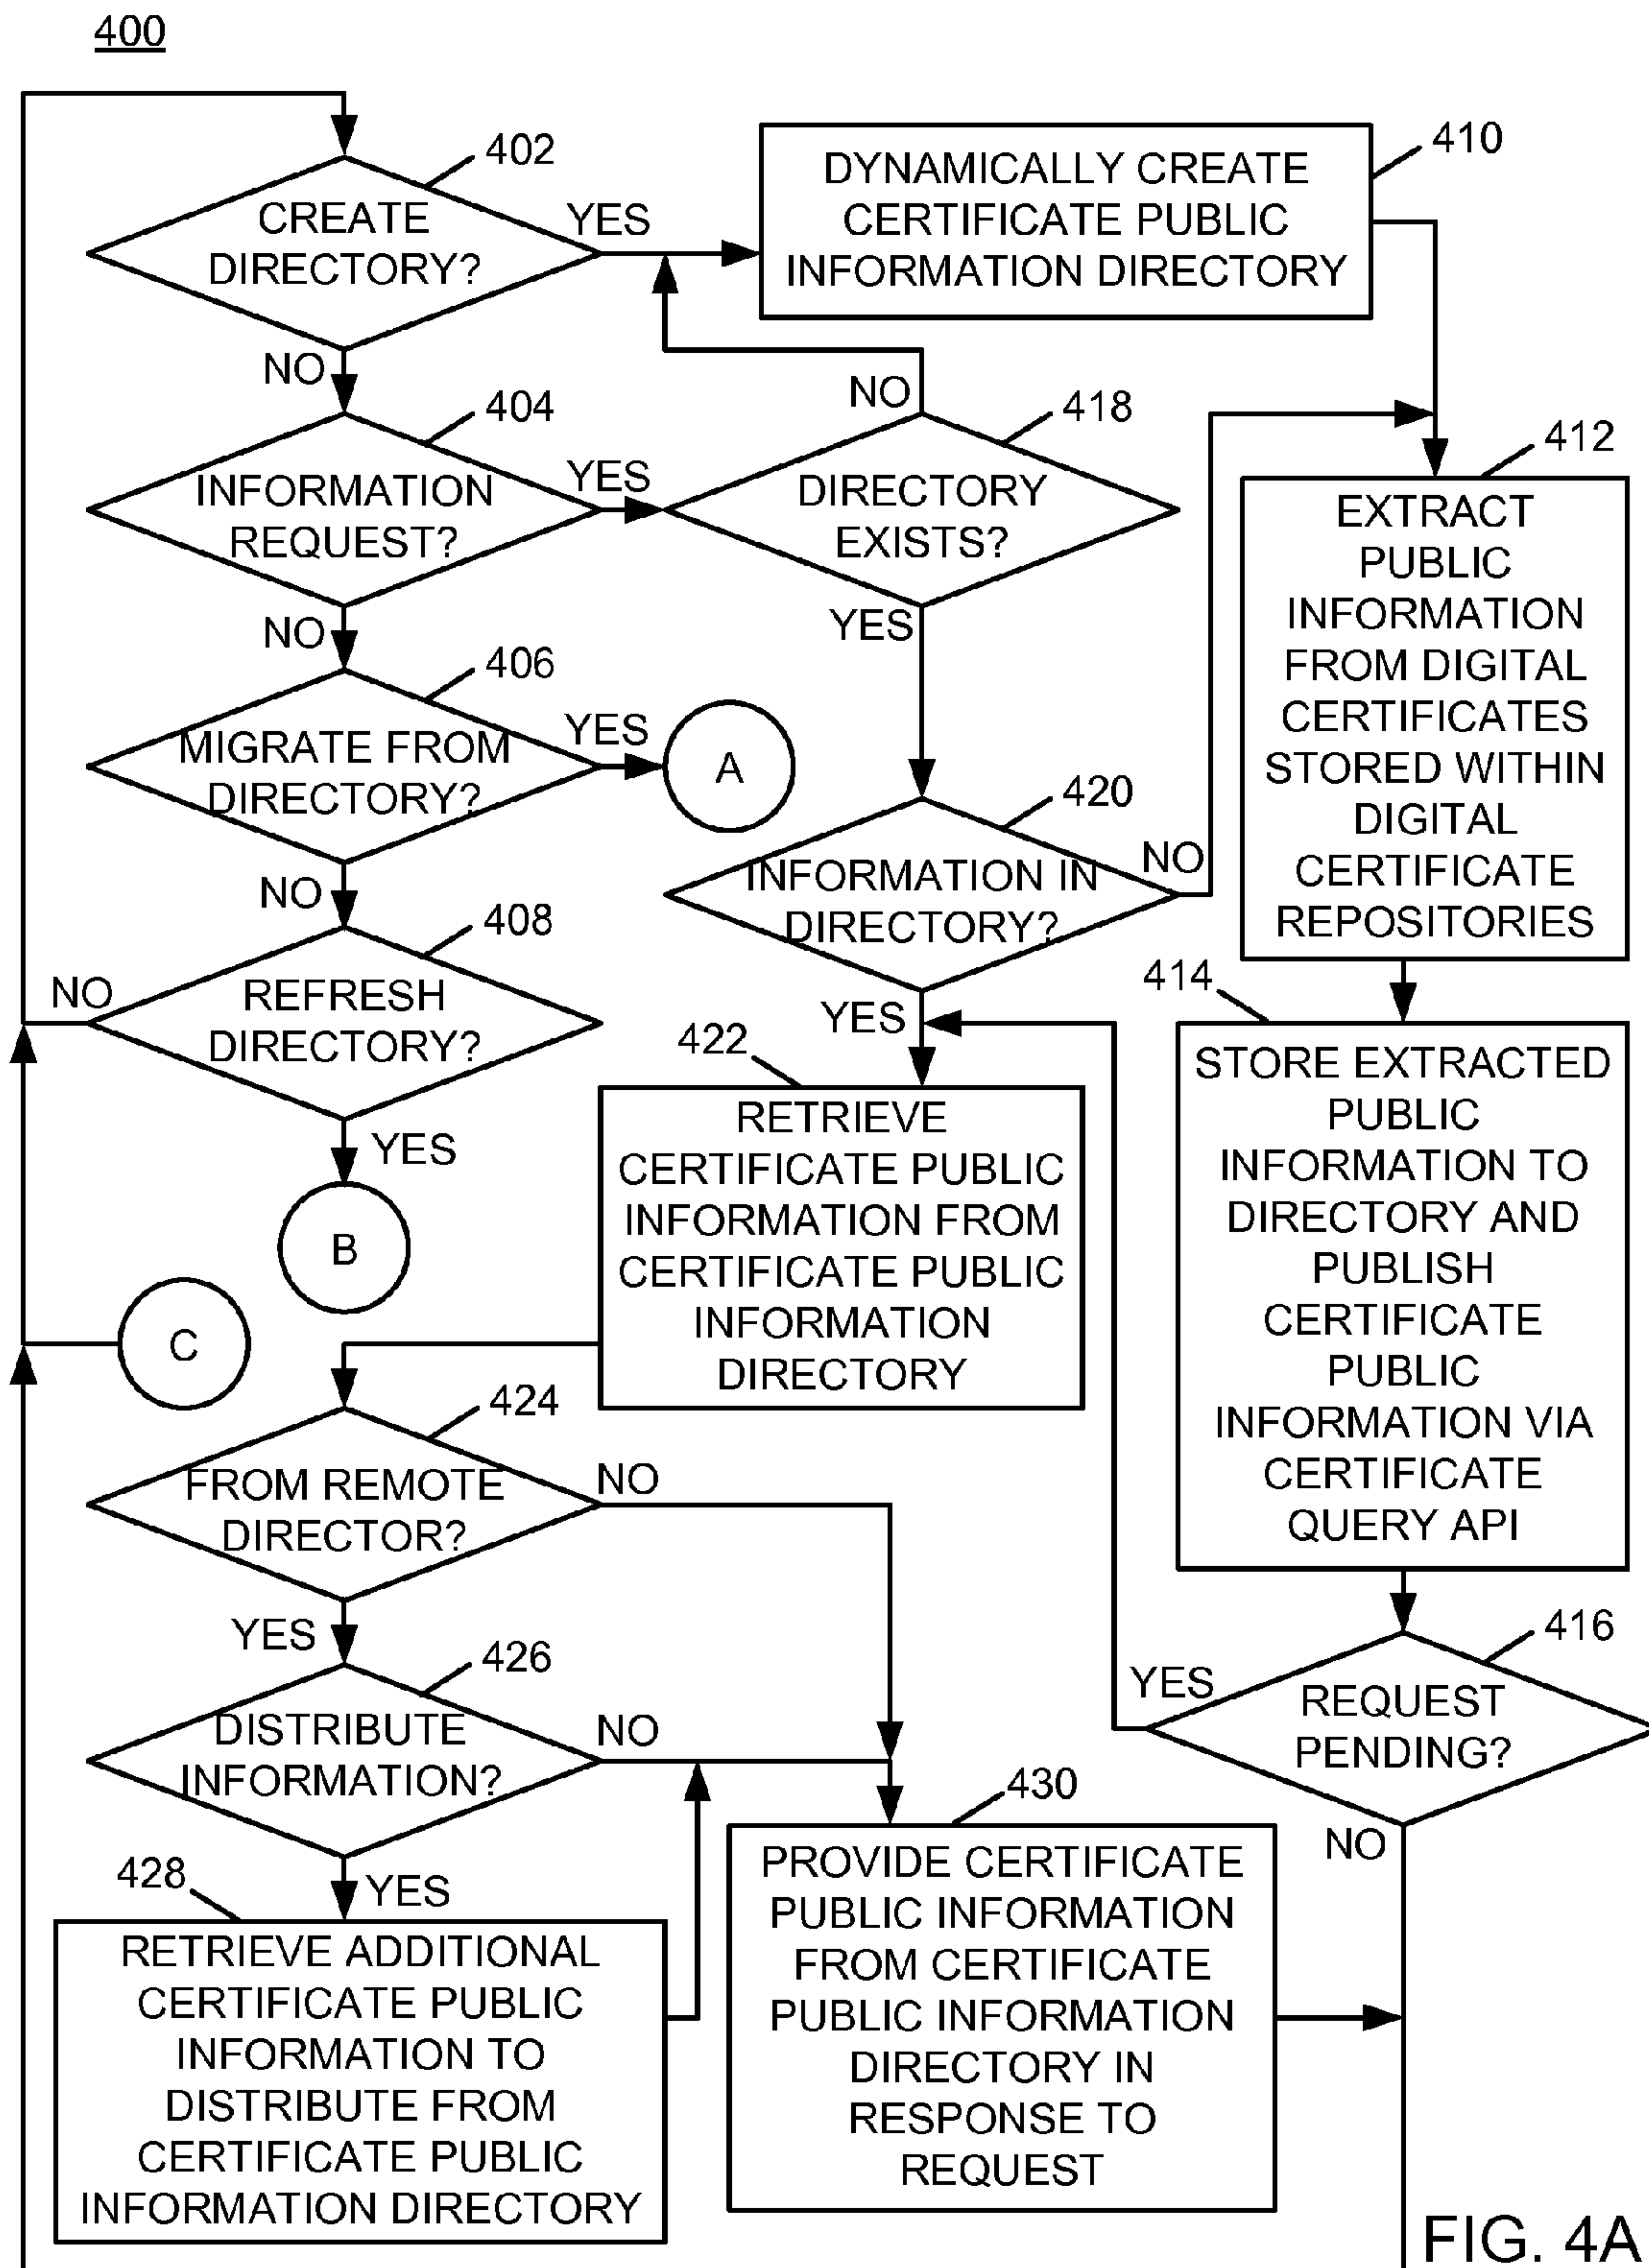 400
402
CREATE
DIRECTORY?
YES
NO
410
DYNAMICALLY CREATE
CERTIFICATE PUBLIC
INFORMATION DIRECTORY
404
INFORMATION
REQUEST?
YES
NO
418
DIRECTORY
EXISTS?
NO
YES
412
EXTRACT
PUBLIC
INFORMATION
FROM DIGITAL
CERTIFICATES
STORED WITHIN
DIGITAL
CERTIFICATE
REPOSITORIES
406
MIGRATE FROM
DIRECTORY?
YES
A
NO
420
INFORMATION IN
DIRECTORY?
NO
YES
408
REFRESH
DIRECTORY?
NO
YES
B
C
422
RETRIEVE
CERTIFICATE PUBLIC
INFORMATION FROM
CERTIFICATE PUBLIC
INFORMATION
DIRECTORY
414
STORE EXTRACTED
PUBLIC
INFORMATION TO
DIRECTORY AND
PUBLISH
CERTIFICATE
PUBLIC
INFORMATION VIA
CERTIFICATE
QUERY API
424
FROM REMOTE
DIRECTOR?
NO
YES
416
REQUEST
PENDING?
YES
NO
426
DISTRIBUTE
INFORMATION?
NO
YES
428
RETRIEVE ADDITIONAL
CERTIFICATE PUBLIC
INFORMATION TO
DISTRIBUTE FROM
CERTIFICATE PUBLIC
INFORMATION DIRECTORY
430
PROVIDE CERTIFICATE
PUBLIC INFORMATION
FROM CERTIFICATE
PUBLIC INFORMATION
DIRECTORY IN
RESPONSE TO
REQUEST
FIG. 4A